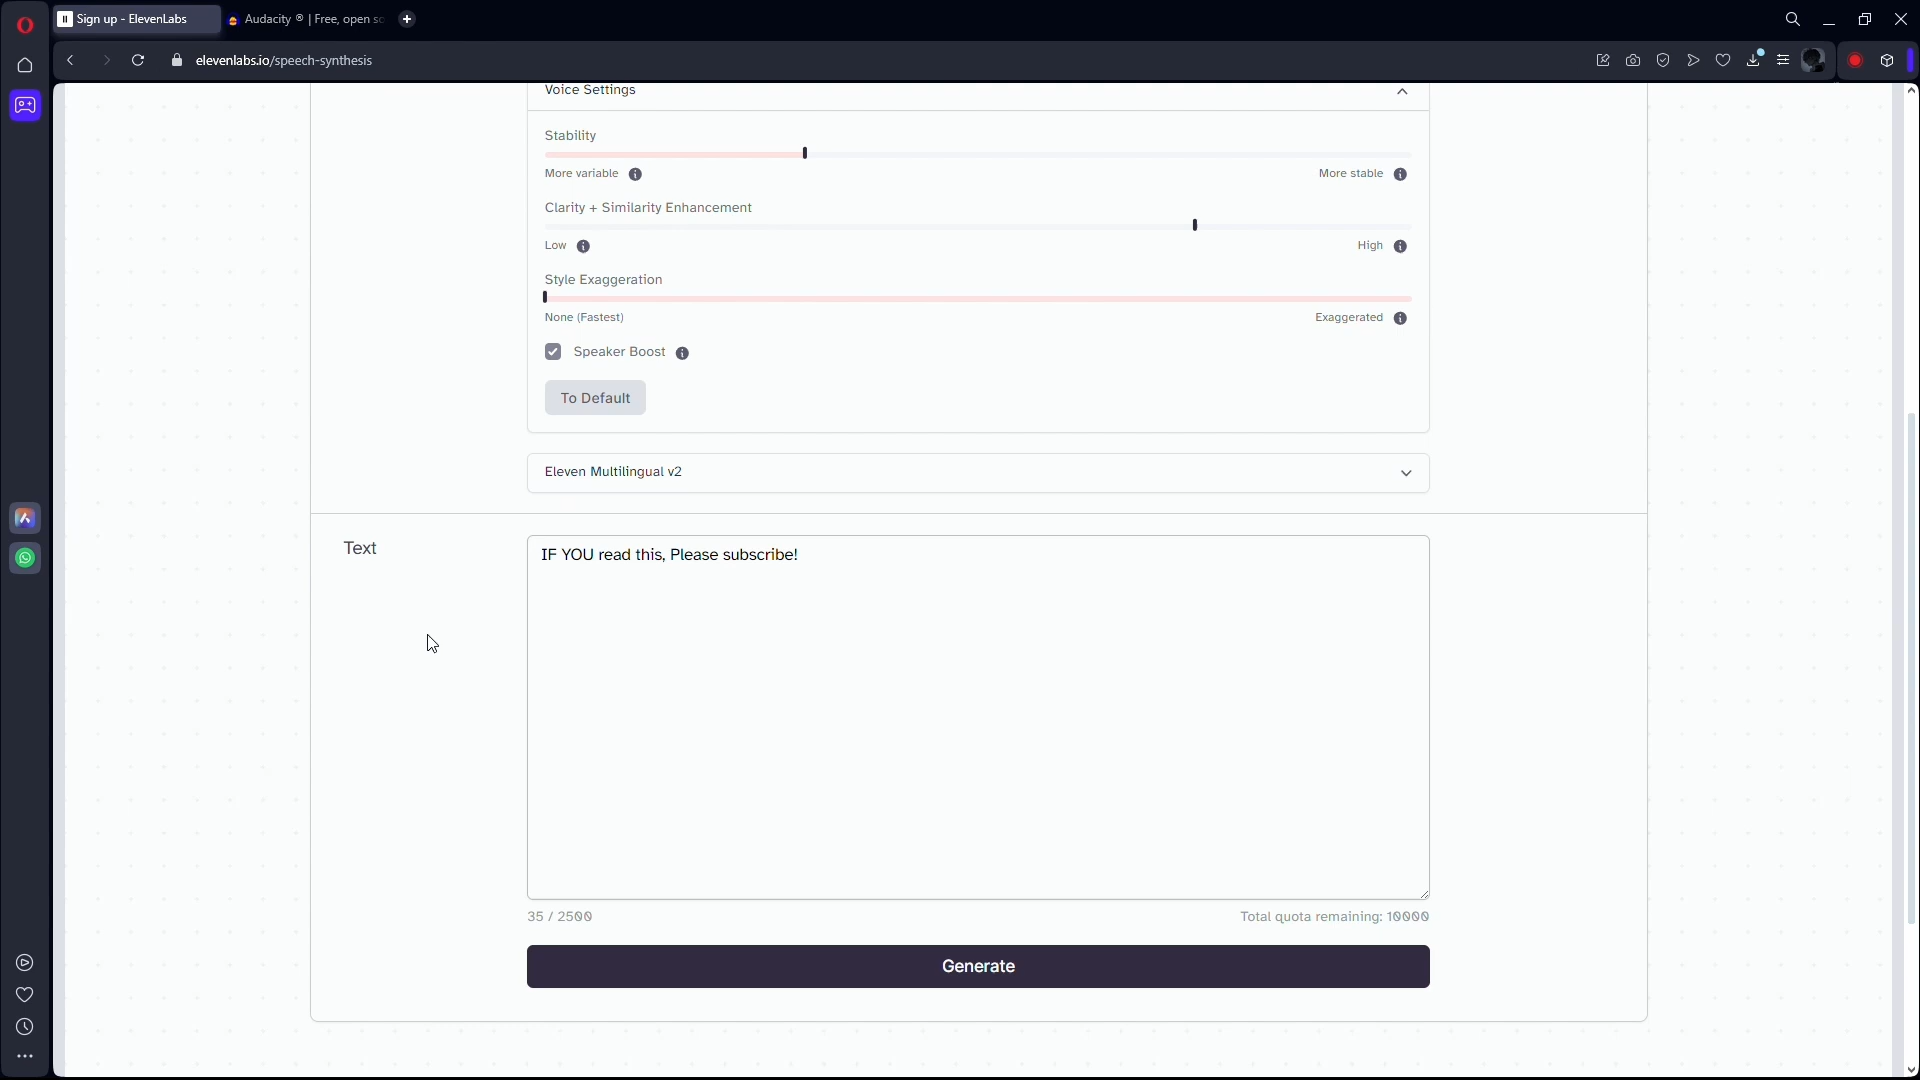 Sign up - ElevenLabs
Audacity ® | Free, open so
elevenlabs.io/speech-synthesis
Voice Settings
Stability
More variable
More stable
Clarity + Similarity Enhancement
Low
High
Style Exaggeration
None (Fastest)
Exaggerated
Speaker Boost
To Default
Eleven Multilingual v2
Text
IF YOU read this, Please subscribe!
35 / 2500
Total quota remaining: 10000
Generate